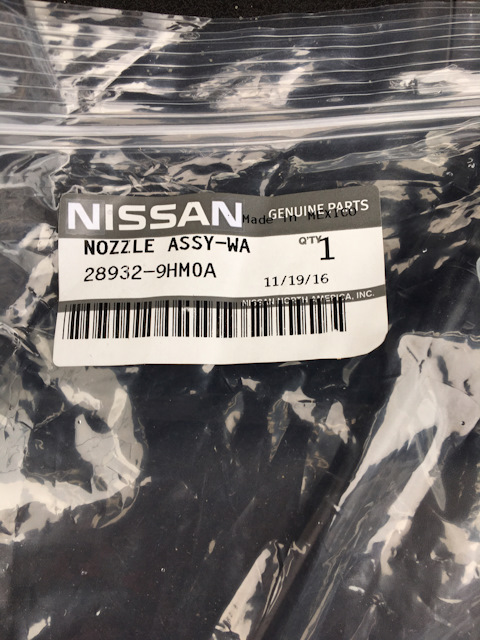 NISSAN GENUINE PARTS
Made in MEXICO
NOZZLE ASSY-WA
Q'TY 1
28932-9HM0A
11/19/16
NISSAN NORTH AMERICA, INC.